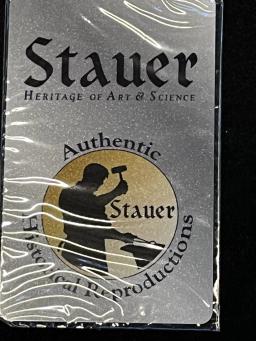 Stauer
HERITAGE OF ART & SCIENCE
Authentic
Stauer
Historical Reproductions